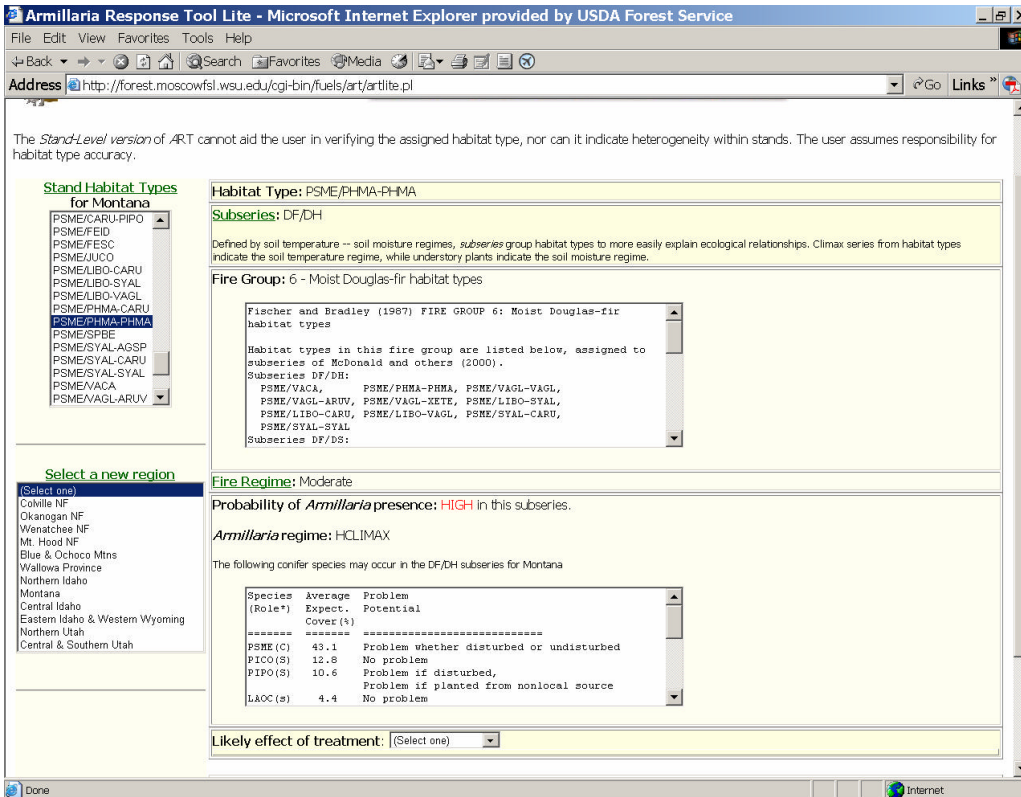 Armillaria Response Tool Lite - Microsoft Internet Explorer provided by USDA Forest Service
File Edit View Favorites Tools Help
Back Search Favorites Media
Address http://forest.moscowfsl.wsu.edu/cgi-bin/fuels/art/artlite.pl Go Links »
The Stand-Level version of ART cannot aid the user in verifying the assigned habitat type, nor can it indicate heterogeneity within stands. The user assumes responsibility for
habitat type accuracy.
Stand Habitat Types
for Montana
PSME/CARU-PIPO
PSME/FEID
PSME/FESC
PSME/JUCO
PSME/LIBO-CARU
PSME/LIBO-SYAL
PSME/LIBO-VAGL
PSME/PHMA-CARU
PSME/PHMA-PHMA
PSME/SPBE
PSME/SYAL-AGSP
PSME/SYAL-CARU
PSME/SYAL-SYAL
PSME/VACA
PSME/VAGL-ARUV
Select a new region
(Select one)
Colville NF
Okanogan NF
Wenatchee NF
Mt. Hood NF
Blue & Ochoco Mtns
Wallowa Province
Northern Idaho
Montana
Central Idaho
Eastern Idaho & Western Wyoming
Northern Utah
Central & Southern Utah
Habitat Type: PSME/PHMA-PHMA
Subseries: DF/DH
Defined by soil temperature -- soil moisture regimes, subseries group habitat types to more easily explain ecological relationships. Climax series from habitat types
indicate the soil temperature regime, while understory plants indicate the soil moisture regime.
Fire Group: 6 - Moist Douglas-fir habitat types
Fischer and Bradley (1987) FIRE GROUP 6: Moist Douglas-fir
habitat types
Habitat types in this fire group are listed below, assigned to
subseries of McDonald and others (2000).
Subseries DF/DH:
PSME/VACA, PSME/PHMA-PHMA, PSME/VAGL-VAGL,
PSME/VAGL-ARUV, PSME/VAGL-XETE, PSME/LIBO-SYAL,
PSME/LIBO-CARU, PSME/LIBO-VAGL, PSME/SYAL-CARU,
PSME/SYAL-SYAL
Subseries DF/DS:
Fire Regime: Moderate
Probability of Armillaria presence: HIGH in this subseries.
Armillaria regime: HCLIMAX
The following conifer species may occur in the DF/DH subseries for Montana
Species Average Problem
(Role*) Expect. Potential
Cover(%)
======= ======= ============================
PSME(C) 43.1 Problem whether disturbed or undisturbed
PICO(S) 12.8 No problem
PIPO(S) 10.6 Problem if disturbed,
Problem if planted from nonlocal source
LAOC(s) 4.4 No problem
Likely effect of treatment: (Select one)
Done Internet